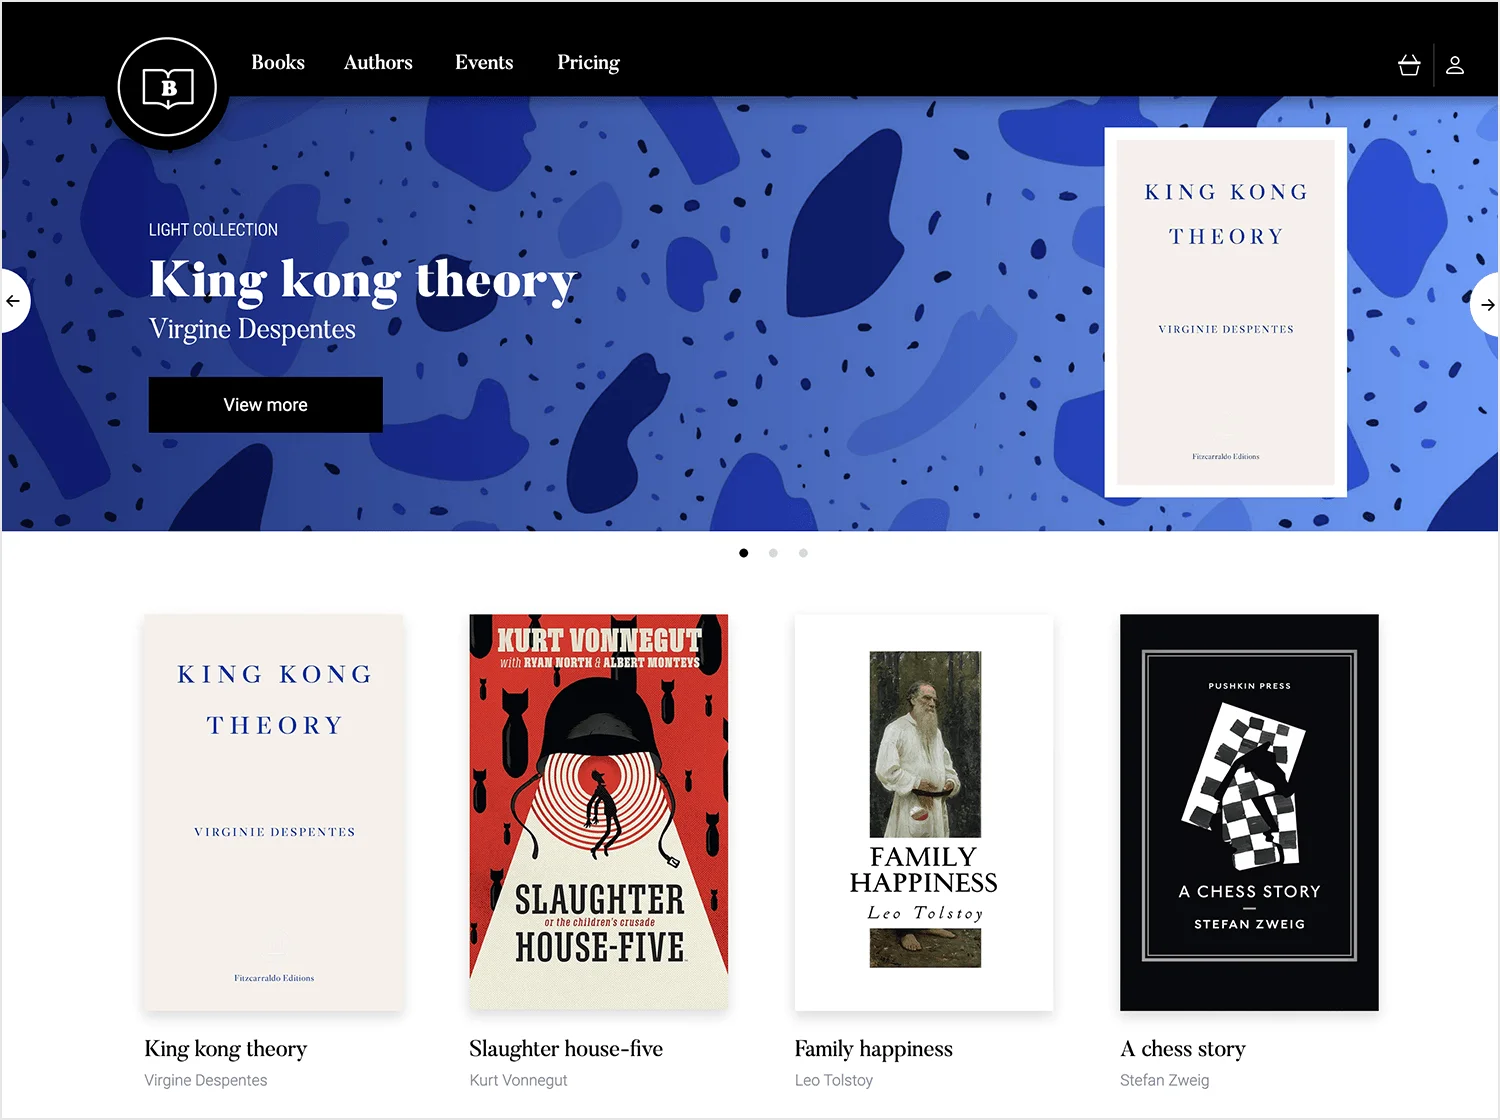 B
Books Authors Events Pricing
LIGHT COLLECTION
King kong theory
Virgine Despentes
View more
KING KONG
THEORY
VIRGINIE DESPENTES
Fitzcarraldo Editions
KING KONG
THEORY
VIRGINIE DESPENTES
Fitzcarraldo Editions
King kong theory
Virgine Despentes
KURT VONNEGUT
with RYAN NORTH & ALBERT MONTEYS
SLAUGHTER
or the children's crusade
HOUSE-FIVE
Slaughter house-five
Kurt Vonnegut
FAMILY
HAPPINESS
Leo Tolstoy
Family happiness
Leo Tolstoy
PUSHKIN PRESS
A CHESS STORY
STEFAN ZWEIG
A chess story
Stefan Zweig